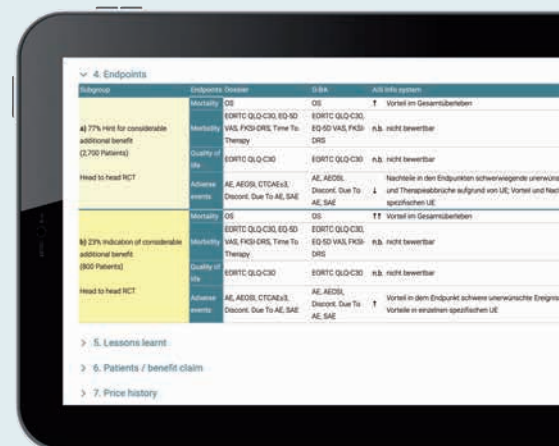 4. Endpoints
Subgroup Endpoints Dossier G-BA AIS Info system
a) 77% Hint for considerable
additional benefit
(2,700 Patients)
Head to head RCT
Mortality OS OS ↑ Vorteil im Gesamtüberleben
Morbidity EORTC QLQ-C30, EQ-5D
VAS, FKSI-DRS, Time To
Therapy
EORTC QLQ-C30,
EQ-5D VAS, FKSI-
DRS
n.b. nicht bewertbar
Quality of
life
EORTC QLQ-C30 EORTC QLQ-C30 n.b. nicht bewertbar
Adverse
events
AE, AEOSI, CTCAE≥3,
Discont. Due To AE, SAE
AE, AEOSI,
Discont. Due To
AE, SAE
↓ Nachteile in den Endpunkten schwerwiegende
und Therapieabbrüche aufgrund von UE; Vorteil und
spezifischen UE
b) 23% Indication of considerable
additional benefit
(800 Patients)
Head to head RCT
Mortality OS OS ↑↑ Vorteil im Gesamtüberleben
Morbidity EORTC QLQ-C30, EQ-5D
VAS, FKSI-DRS, Time To
Therapy
EORTC QLQ-C30,
EQ-5D VAS, FKSI-
DRS
n.b. nicht bewertbar
Quality of
life
EORTC QLQ-C30 EORTC QLQ-C30 n.b. nicht bewertbar
Adverse
events
AE, AEOSI, CTCAE≥3,
Discont. Due To AE, SAE
AE, AEOSI,
Discont. Due To
AE, SAE
↑ Vorteil in dem Endpunkt schwere unerwünschte
Vorteile in einzelnen spezifischen UE
5. Lessons learnt
6. Patients / benefit claim
7. Price history